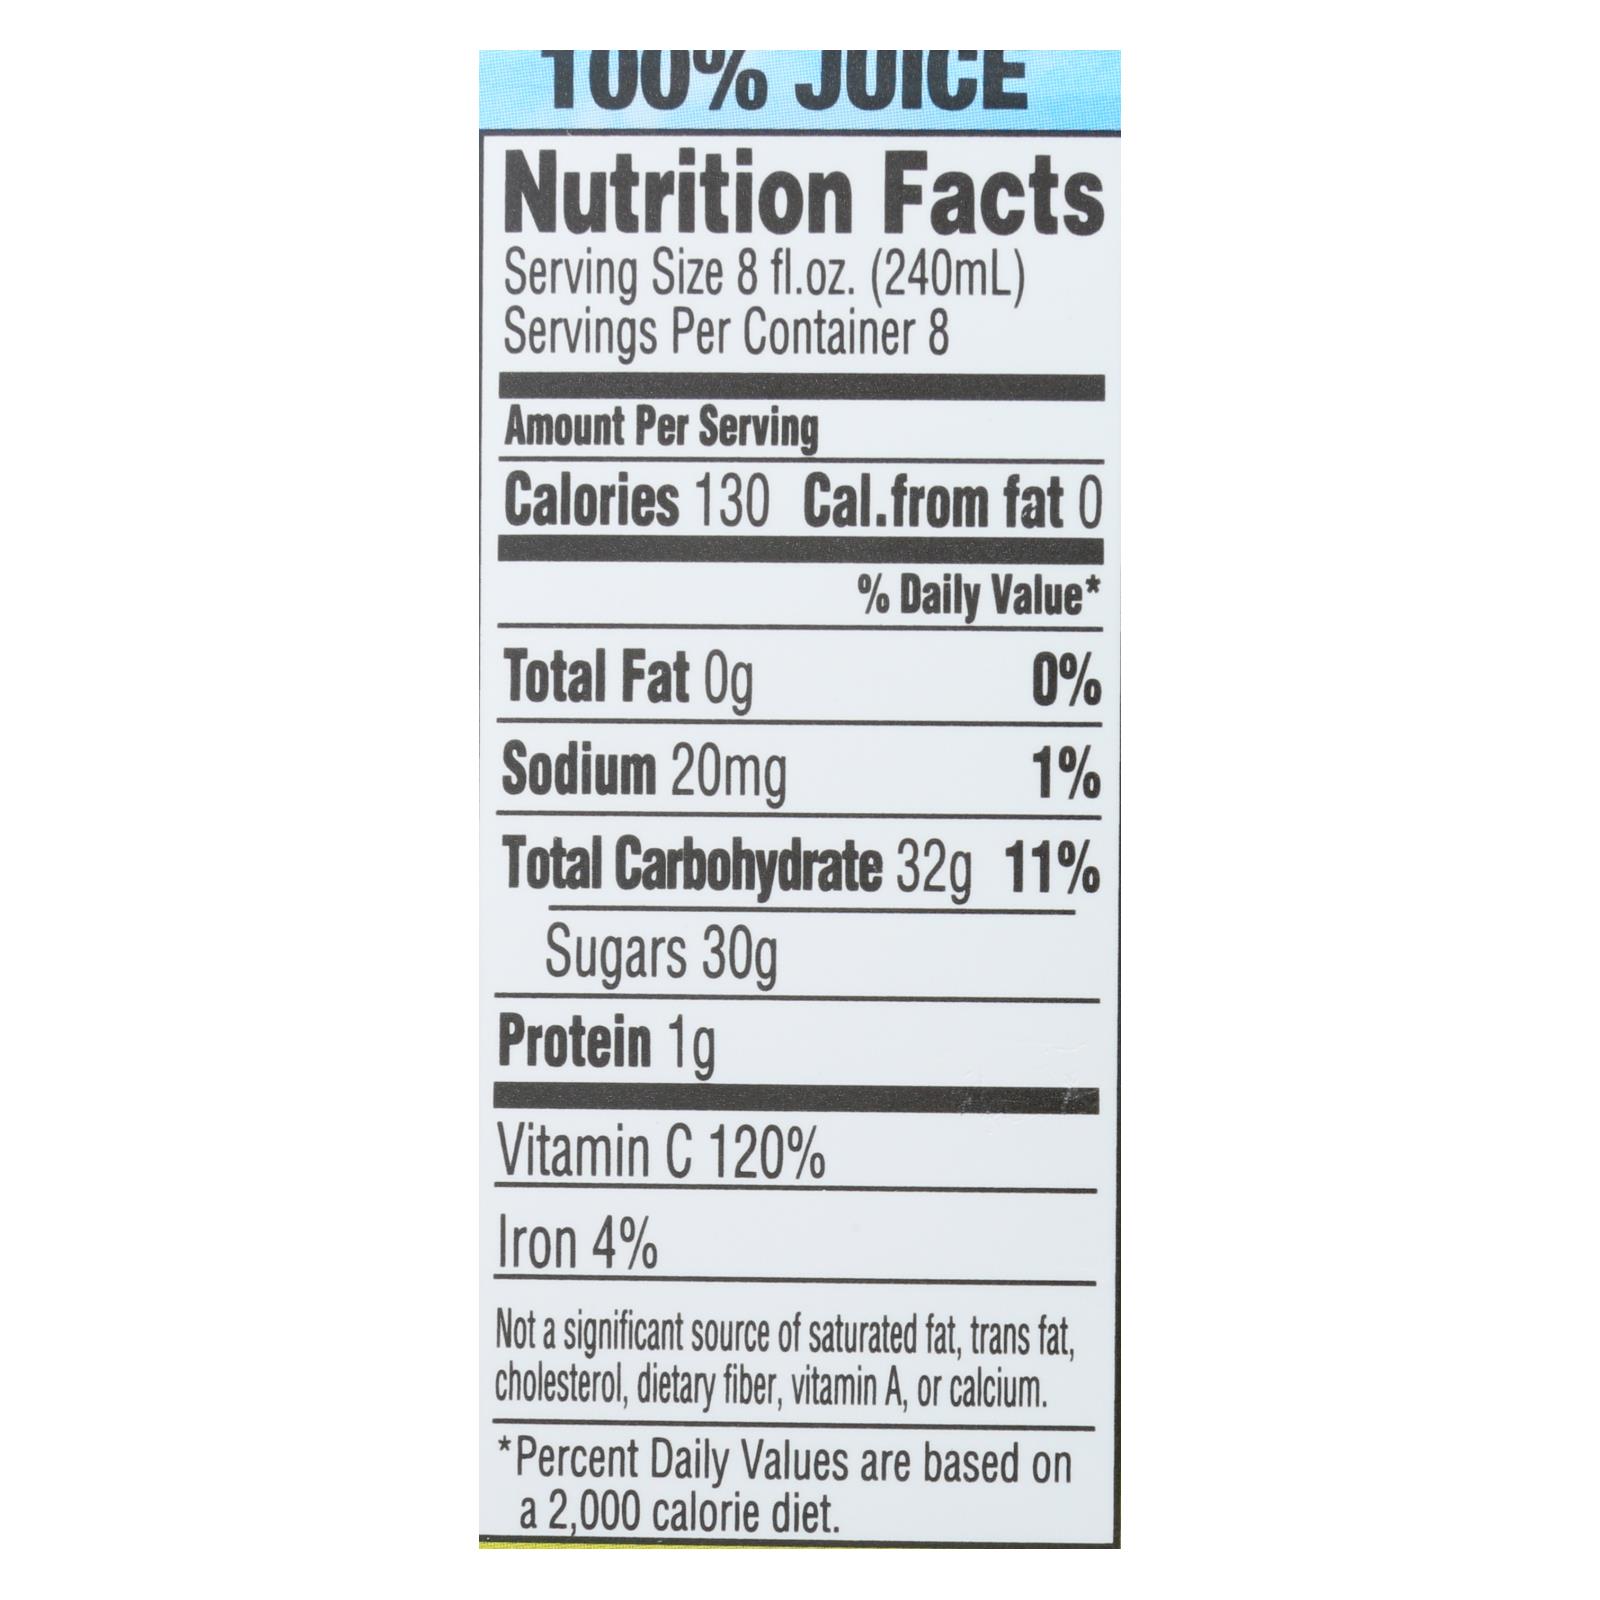 100% JUICE
Nutrition Facts
Serving Size 8 fl.oz. (240mL)
Servings Per Container 8
Amount Per Serving
Calories 130 Cal.from fat 0
% Daily Value*
Total Fat 0g 0%
Sodium 20mg 1%
Total Carbohydrate 32g 11%
Sugars 30g
Protein 1g
Vitamin C 120%
Iron 4%
Not a significant source of saturated fat, trans fat,
cholesterol, dietary fiber, vitamin A, or calcium.
*Percent Daily Values are based on
a 2,000 calorie diet.